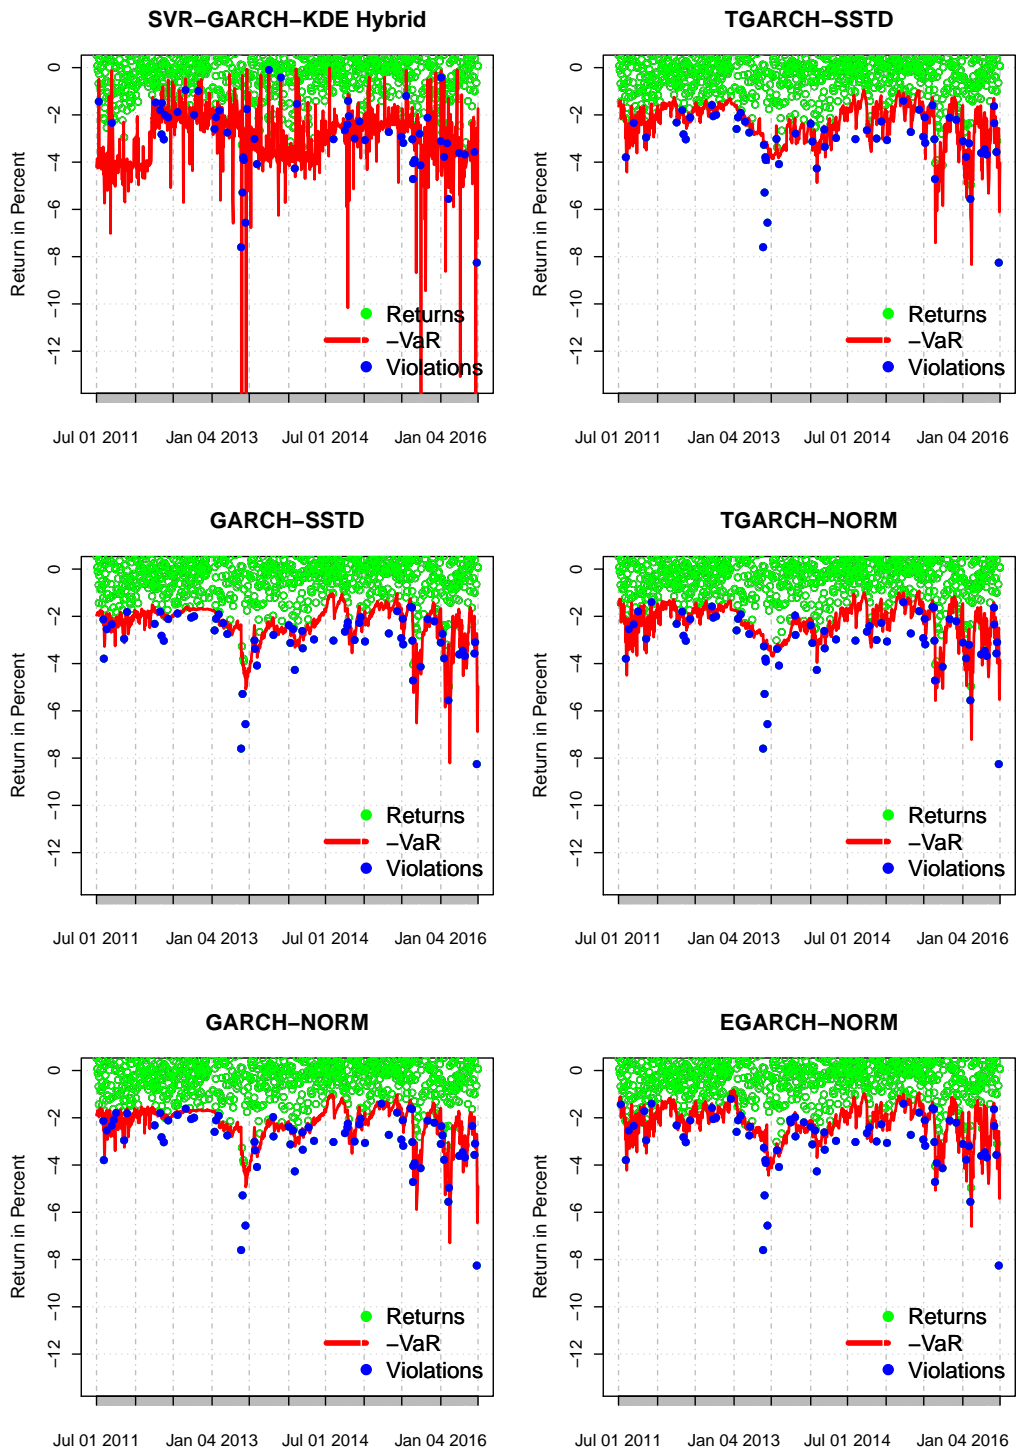 SVR−GARCH−KDE Hybrid
Return in Percent
0
−2
−4
−6
−8
−10
−12
Returns
−VaR
Violations
Jul 01 2011 Jan 04 2013 Jul 01 2014 Jan 04 2016
TGARCH−SSTD
Return in Percent
0
−2
−4
−6
−8
−10
−12
Returns
−VaR
Violations
Jul 01 2011 Jan 04 2013 Jul 01 2014 Jan 04 2016
GARCH−SSTD
Return in Percent
0
−2
−4
−6
−8
−10
−12
Returns
−VaR
Violations
Jul 01 2011 Jan 04 2013 Jul 01 2014 Jan 04 2016
TGARCH−NORM
Return in Percent
0
−2
−4
−6
−8
−10
−12
Returns
−VaR
Violations
Jul 01 2011 Jan 04 2013 Jul 01 2014 Jan 04 2016
GARCH−NORM
Return in Percent
0
−2
−4
−6
−8
−10
−12
Returns
−VaR
Violations
Jul 01 2011 Jan 04 2013 Jul 01 2014 Jan 04 2016
EGARCH−NORM
Return in Percent
0
−2
−4
−6
−8
−10
−12
Returns
−VaR
Violations
Jul 01 2011 Jan 04 2013 Jul 01 2014 Jan 04 2016